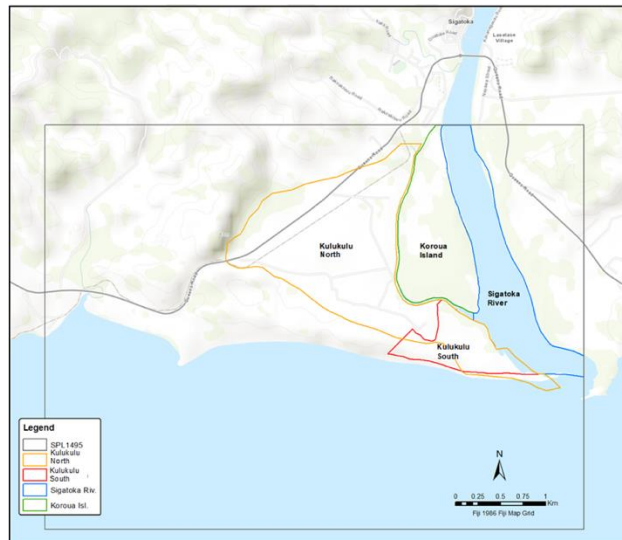 Sigatoka
Kulukulu
North
Koroua
Island
Sigatoka
River
Kulukulu
South
Legend
SPL1495
Kulukulu
North
Kulukulu
South
Sigatoka Riv.
Koroua Isl.
N
0 0.25 0.5 0.75 1
Km
Fiji 1986 Fiji Map Grid